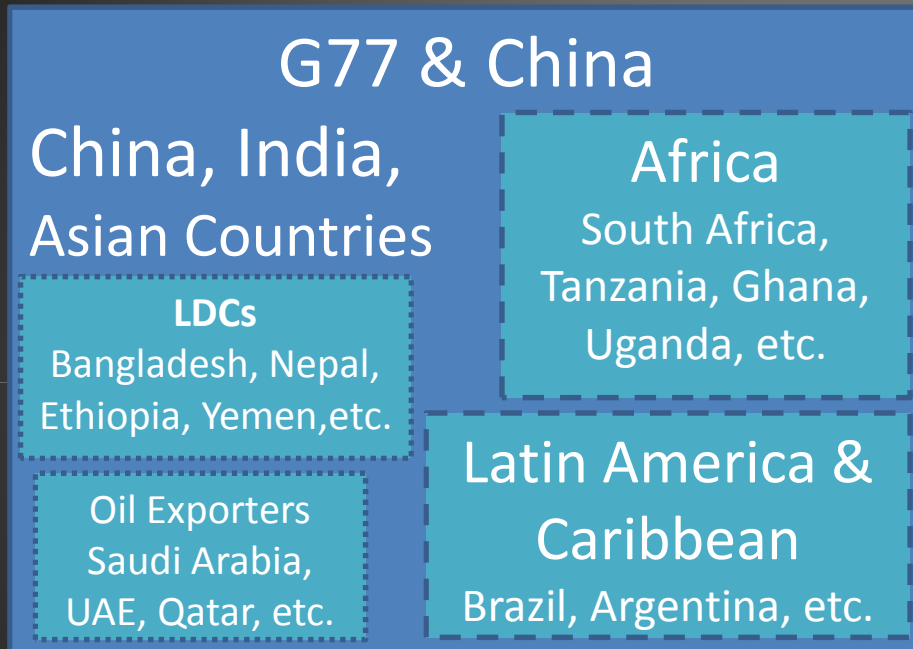 G77 & China
China, India,
Asian Countries
LDCs
Bangladesh, Nepal,
Ethiopia, Yemen,etc.
Oil Exporters
Saudi Arabia,
UAE, Qatar, etc.
Africa
South Africa,
Tanzania, Ghana,
Uganda, etc.
Latin America &
Caribbean
Brazil, Argentina, etc.